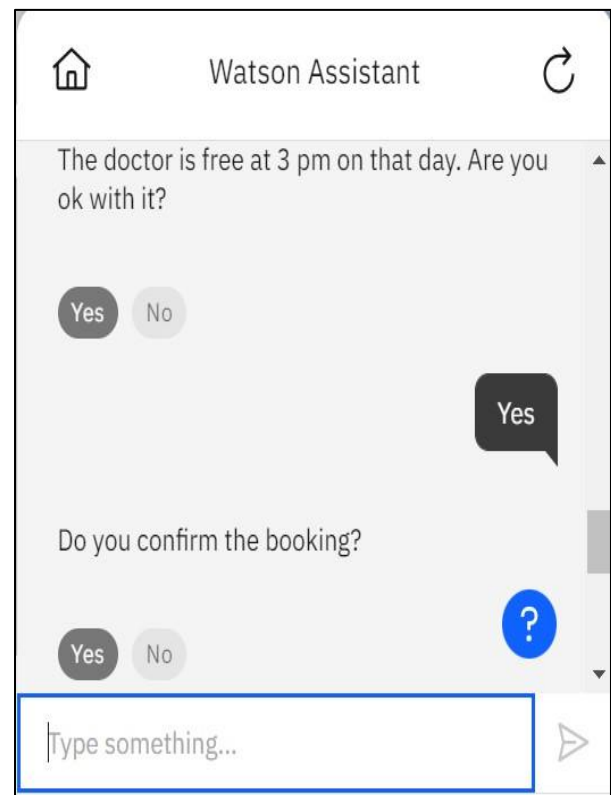 Watson Assistant
The doctor is free at 3 pm on that day. Are you
ok with it?
Yes No
Yes
Do you confirm the booking?
?
Yes No
Type something...